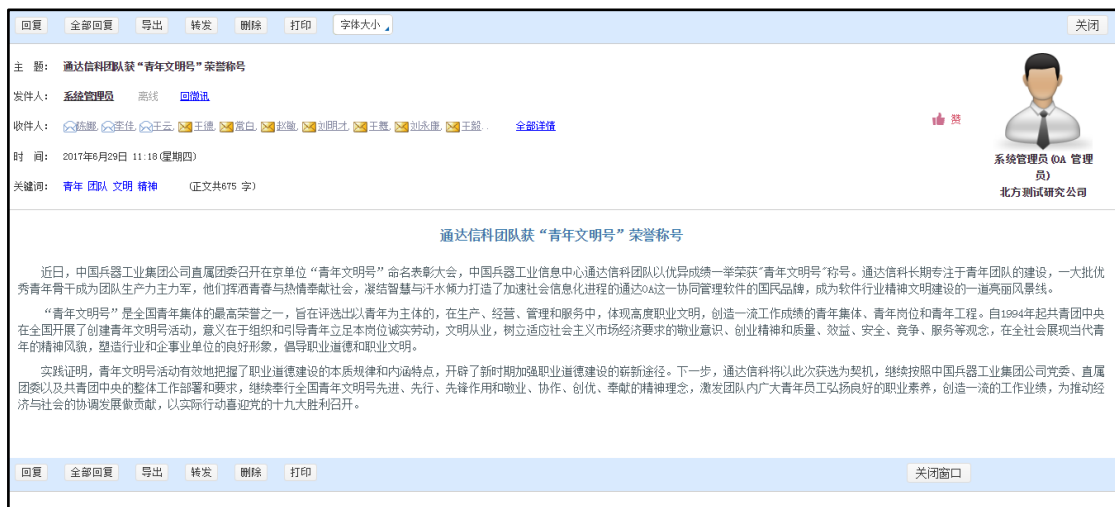 回复 全部回复 导出 转发 删除 打印 字体大小 关闭
主 题： 通达信科团队获“青年文明号”荣誉称号
发件人： 系统管理员 离线 回微讯
收件人： 陈鹏, 李佳, 王云, 王德, 常白, 赵敏, 刘明才, 王舞, 刘永康, 王毅.. 全部详情
赞
时 间： 2017年6月29日 11:18(星期四)
关键词： 青年 团队 文明 精神 (正文共675 字)
系统管理员(OA 管理
员)
北方测试研究公司
通达信科团队获“青年文明号”荣誉称号
近日，中国兵器工业集团公司直属团委召开在京单位“青年文明号”命名表彰大会，中国兵器工业信息中心通达信科团队以优异成绩一举荣获"青年文明号"称号。通达信科长期专注于青年团队的建设，一大批优
秀青年骨干成为团队生产力主力军，他们挥洒青春与热情奉献社会，凝结智慧与汗水倾力打造了加速社会信息化进程的通达OA这一协同管理软件的国民品牌，成为软件行业精神文明建设的一道亮丽风景线。
“青年文明号”是全国青年集体的最高荣誉之一，旨在评选出以青年为主体的，在生产、经营、管理和服务中，体现高度职业文明，创造一流工作成绩的青年集体、青年岗位和青年工程。自1994年起共青团中央
在全国开展了创建青年文明号活动，意义在于组织和引导青年立足本岗位诚实劳动，文明从业，树立适应社会主义市场经济要求的敬业意识、创业精神和质量、效益、安全、竞争、服务等观念，在全社会展现当代青
年的精神风貌，塑造行业和企事业单位的良好形象，倡导职业道德和职业文明。
实践证明，青年文明号活动有效地把握了职业道德建设的本质规律和内涵特点，开辟了新时期加强职业道德建设的崭新途径。下一步，通达信科将以此次获选为契机，继续按照中国兵器工业集团公司党委、直属
团委以及共青团中央的整体工作部署和要求，继续奉行全国青年文明号先进、先行、先锋作用和敬业、协作、创优、奉献的精神理念，激发团队内广大青年员工弘扬良好的职业素养，创造一流的工作业绩，为推动经
济与社会的协调发展做贡献，以实际行动喜迎党的十九大胜利召开。
回复 全部回复 导出 转发 删除 打印 关闭窗口